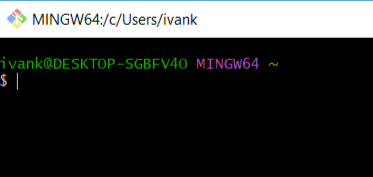 MINGW64:/c/Users/ivank
ivank@DESKTOP-SGBFV4O MINGW64 ~
$